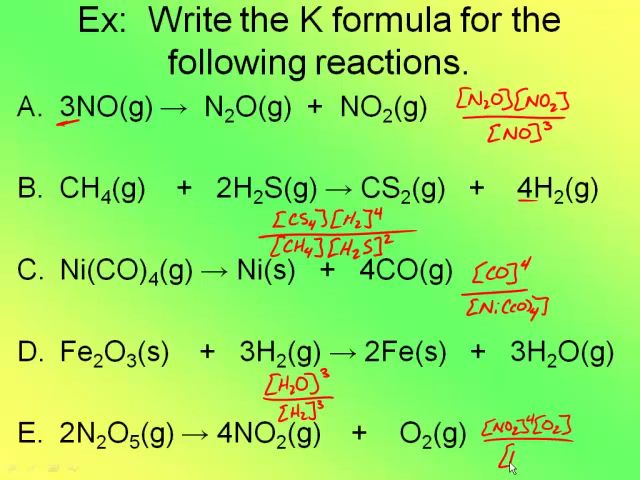 Ex: Write the K formula for the
following reactions.
A. 3NO(g) → N₂O(g) + NO₂(g)
[N₂O][NO₂]
[NO]³
B. CH₄(g) + 2H₂S(g) → CS₂(g) + 4H₂(g)
[CS₄][H₂]⁴
[CH₄][H₂S]²
C. Ni(CO)₄(g) → Ni(s) + 4CO(g)
[CO]⁴
[Ni(CO)₄]
D. Fe₂O₃(s) + 3H₂(g) → 2Fe(s) + 3H₂O(g)
[H₂O]³
[H₂]³
E. 2N₂O₅(g) → 4NO₂(g) + O₂(g)
[NO₂]⁴[O₂]
[